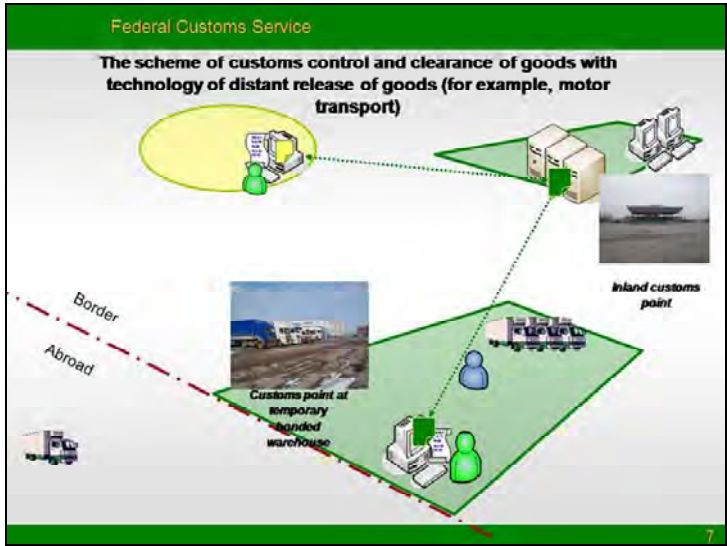 Federal Customs Service
The scheme of customs control and clearance of goods with
technology of distant release of goods (for example, motor
transport)
Inland customs
point
Border
Abroad
Customs point at
temporary
bonded
warehouse
7